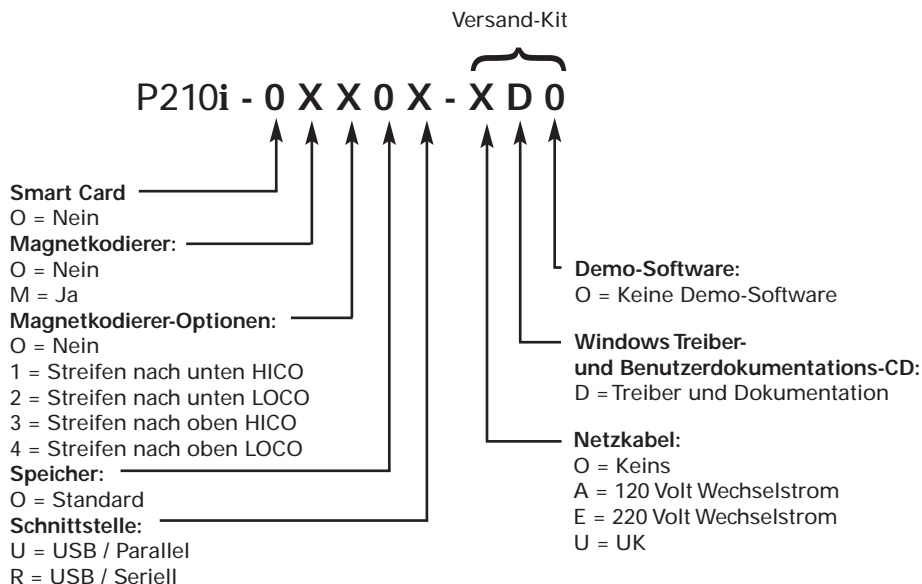 Versand-Kit
P210i - 0 X X 0 X - X D 0
Smart Card
O = Nein
Magnetkodierer:
O = Nein
M = Ja
Magnetkodierer-Optionen:
O = Nein
1 = Streifen nach unten HICO
2 = Streifen nach unten LOCO
3 = Streifen nach oben HICO
4 = Streifen nach oben LOCO
Speicher:
O = Standard
Schnittstelle:
U = USB / Parallel
R = USB / Seriell
Demo-Software:
O = Keine Demo-Software
Windows Treiber-
und Benutzerdokumentations-CD:
D = Treiber und Dokumentation
Netzkabel:
O = Keins
A = 120 Volt Wechselstrom
E = 220 Volt Wechselstrom
U = UK